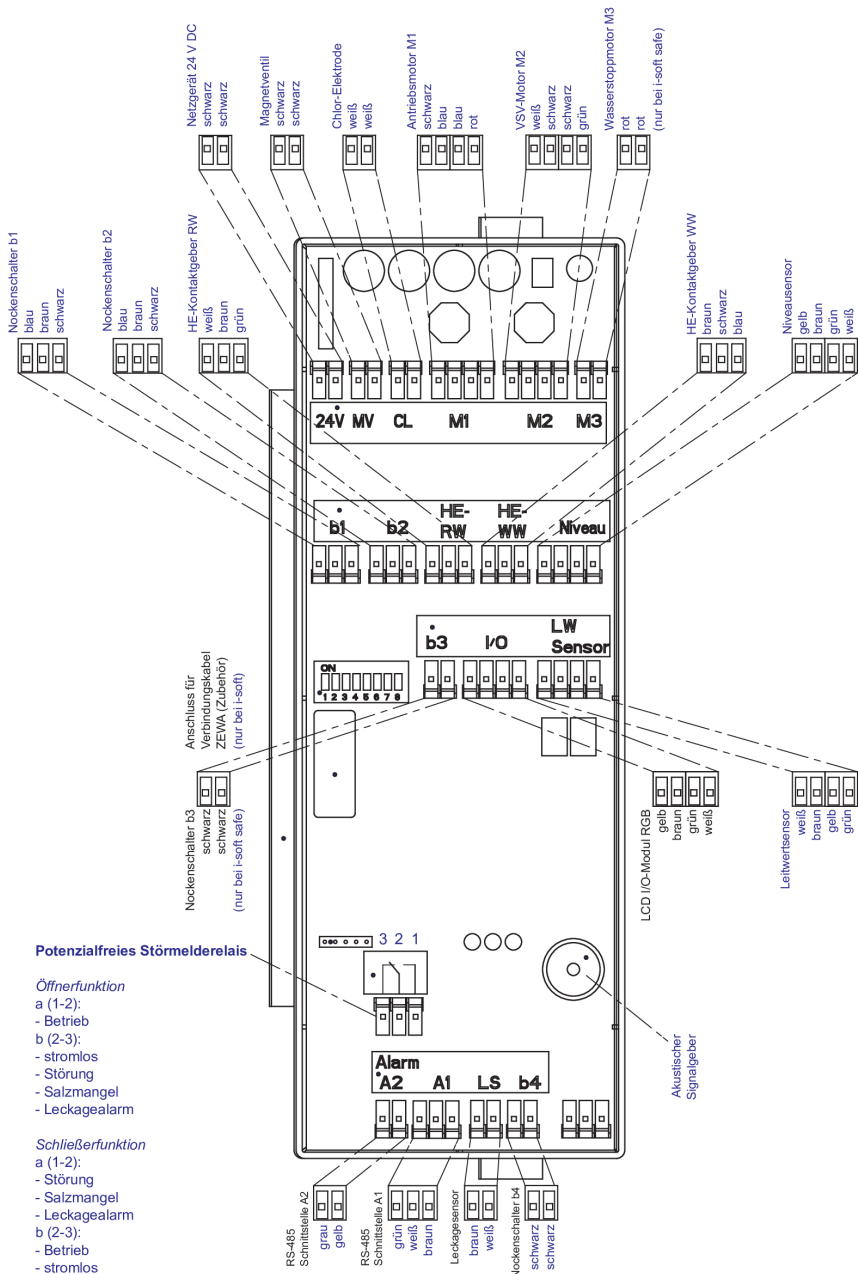 Netzgerät 24 V DC
schwarz
schwarz
Magnetventil
schwarz
schwarz
Chlor-Elektrode
weiß
weiß
Antriebsmotor M1
schwarz
blau
blau
rot
VSV-Motor M2
weiß
schwarz
schwarz
grün
Wasserstoppmotor M3
rot
rot
(nur bei i-soft safe)
Nockenschalter b1
blau
braun
schwarz
Nockenschalter b2
blau
braun
schwarz
HE-Kontaktgeber RW
weiß
braun
grün
HE-Kontaktgeber WW
braun
schwarz
blau
Niveausensor
gelb
braun
grün
weiß
24V MV CL M1 M2 M3
b1 b2 HE-RW HE-WW Niveau
b3 I/O LW Sensor
ON
1 2 3 4 5 6 7 8
Anschluss für
Verbindungskabel
ZEWA (Zubehör)
(nur bei i-soft)
Nockenschalter b3
schwarz
schwarz
(nur bei i-soft safe)
LCD I/O-Modul RGB
gelb
braun
grün
weiß
Leitwertsensor
weiß
braun
gelb
grün
Potenzialfreies Störmelderelais
3 2 1
Öffnerfunktion
a (1-2):
- Betrieb
b (2-3):
- stromlos
- Störung
- Salzmangel
- Leckagealarm
Schließerfunktion
a (1-2):
- Störung
- Salzmangel
- Leckagealarm
b (2-3):
- Betrieb
- stromlos
Akustischer
Signalgeber
Alarm
A2 A1 LS b4
RS-485
Schnittstelle A2
grau
gelb
RS-485
Schnittstelle A1
grün
weiß
braun
Leckagesensor
braun
weiß
Nockenschalter b4
schwarz
schwarz